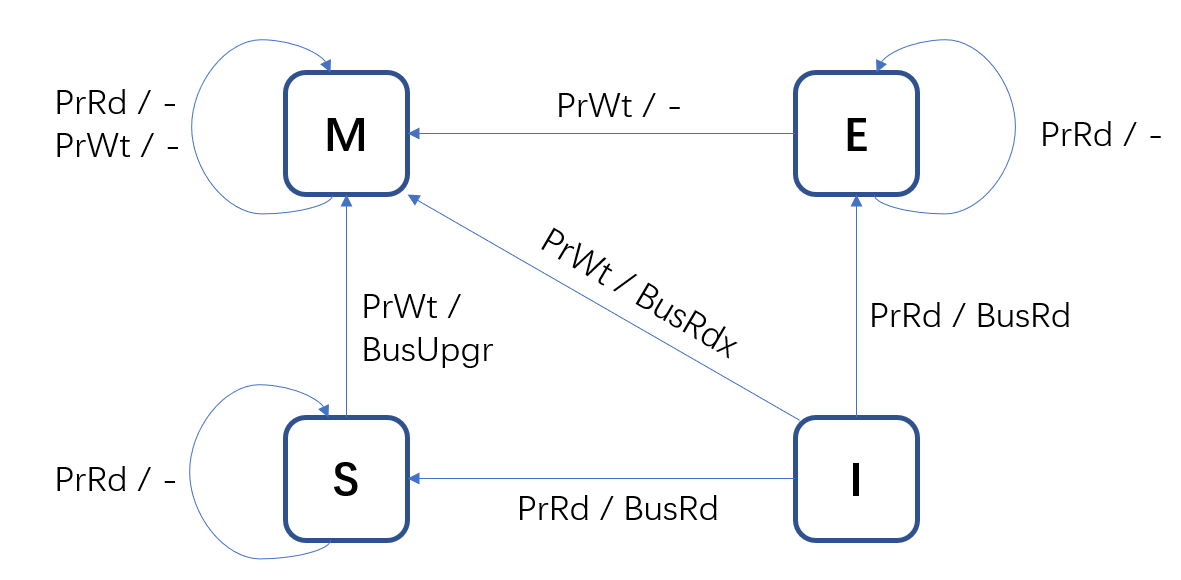 PrRd / -
PrWt / -
M
PrWt / -
E
PrRd / -
PrWt / BusRdx
PrWt /
BusUpgr
PrRd / BusRd
PrRd / -
S
PrRd / BusRd
I